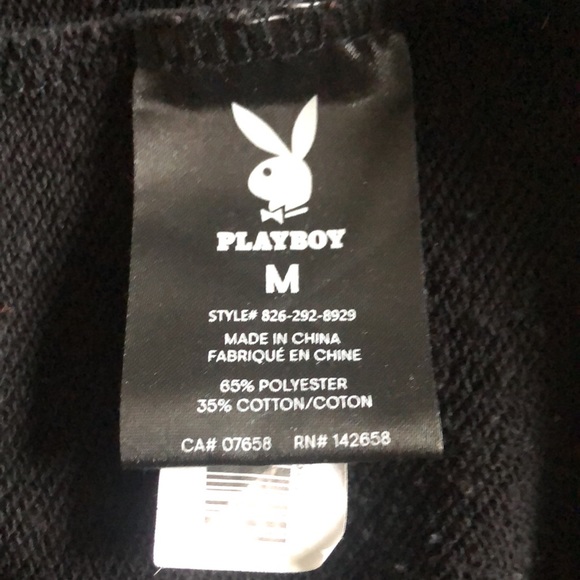 PLAYBOY
M
STYLE# 826-292-8929
MADE IN CHINA
FABRIQUÉ EN CHINE
65% POLYESTER
35% COTTON/COTON
CA# 07658 RN# 142658